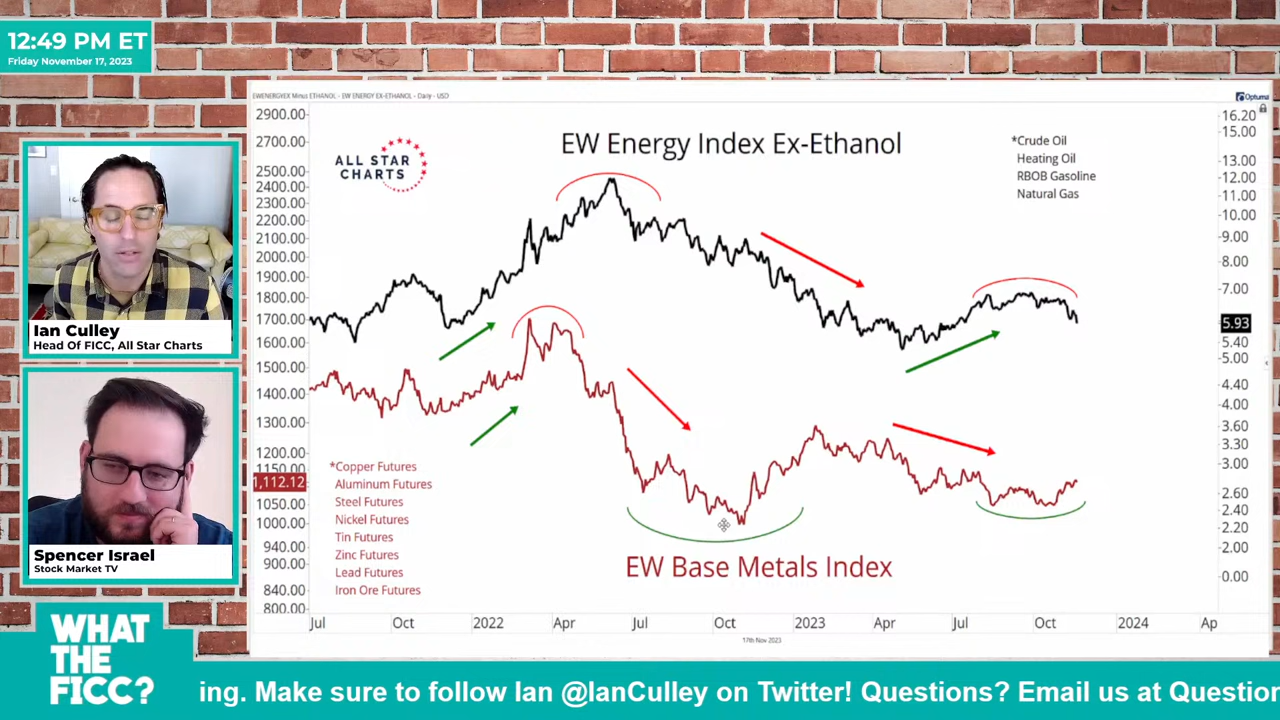 12:49 PM ET
Friday November 17, 2023
Ian Culley
Head Of FICC, All Star Charts
Spencer Israel
Stock Market TV
WHAT
THE
FICC?
EWENERGYEX Minus ETHANOL - EW ENERGY EX-ETHANOL - Daily - USD
Optuma
EW Energy Index Ex-Ethanol
ALL STAR
CHARTS
*Crude Oil
Heating Oil
RBOB Gasoline
Natural Gas
2900.00
2700.00
2500.00
2400.00
2300.00
2200.00
2100.00
2000.00
1900.00
1800.00
1700.00
1600.00
1500.00
1400.00
1300.00
1200.00
1150.00
1,112.12
1050.00
1000.00
940.00
900.00
840.00
800.00
16.20
15.00
13.00
12.00
11.00
10.00
9.00
8.00
7.00
5.93
5.40
5.00
4.40
4.00
3.60
3.30
3.00
2.60
2.40
2.20
2.00
0.00
*Copper Futures
Aluminum Futures
Steel Futures
Nickel Futures
Tin Futures
Zinc Futures
Lead Futures
Iron Ore Futures
EW Base Metals Index
Jul Oct 2022 Apr Jul Oct 2023 Apr Jul Oct 2024 Ap
17th Nov 2023
ing. Make sure to follow Ian @IanCulley on Twitter! Questions? Email us at Question